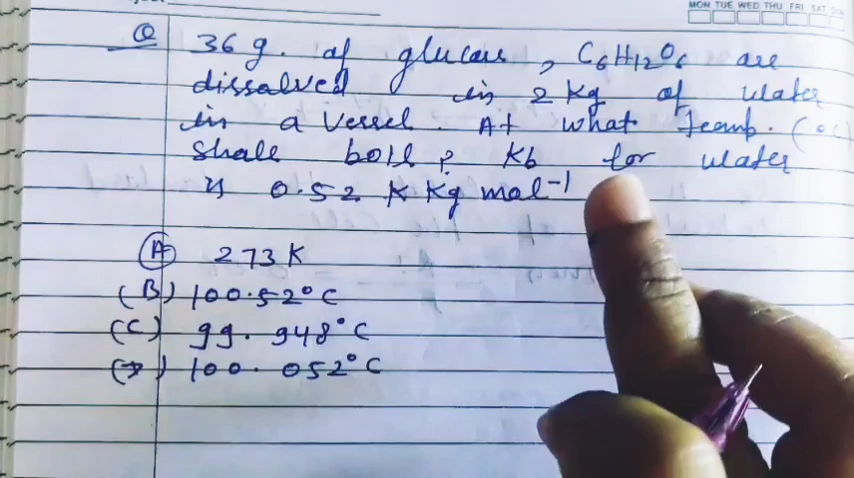 MON TUE WED THU FRI SAT
Q 36 g. of glucose, C6H12O6 are
dissolved in 2 Kg of water
in a vessel. At what Temp. (°C)
shall boil? Kb for water
is 0.52 K Kg mol⁻¹
(A) 273 K
(B) 100.52°C
(C) 99.948°C
100.052°C